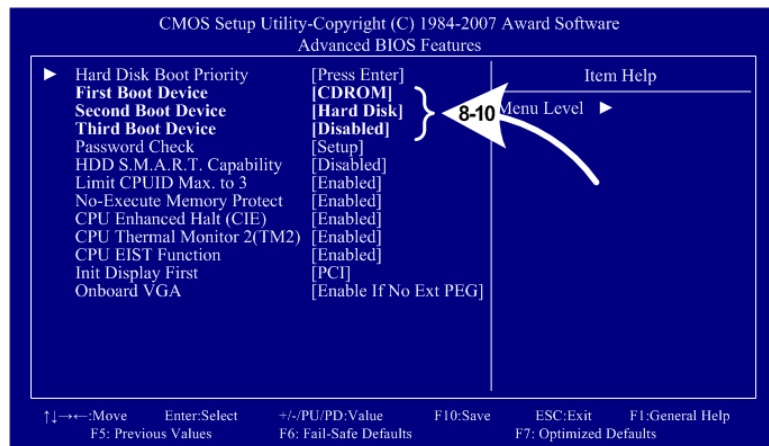 CMOS Setup Utility-Copyright (C) 1984-2007 Award Software
Advanced BIOS Features
► Hard Disk Boot Priority [Press Enter]
First Boot Device [CDROM]
Second Boot Device [Hard Disk]
Third Boot Device [Disabled]
Password Check [Setup]
HDD S.M.A.R.T. Capability [Disabled]
Limit CPUID Max. to 3 [Enabled]
No-Execute Memory Protect [Enabled]
CPU Enhanced Halt (CIE) [Enabled]
CPU Thermal Monitor 2(TM2) [Enabled]
CPU EIST Function [Enabled]
Init Display First [PCI]
Onboard VGA [Enable If No Ext PEG]
8-10
Item Help
Menu Level ►
↑↓→←:Move Enter:Select +/-/PU/PD:Value F10:Save ESC:Exit F1:General Help
F5: Previous Values F6: Fail-Safe Defaults F7: Optimized Defaults